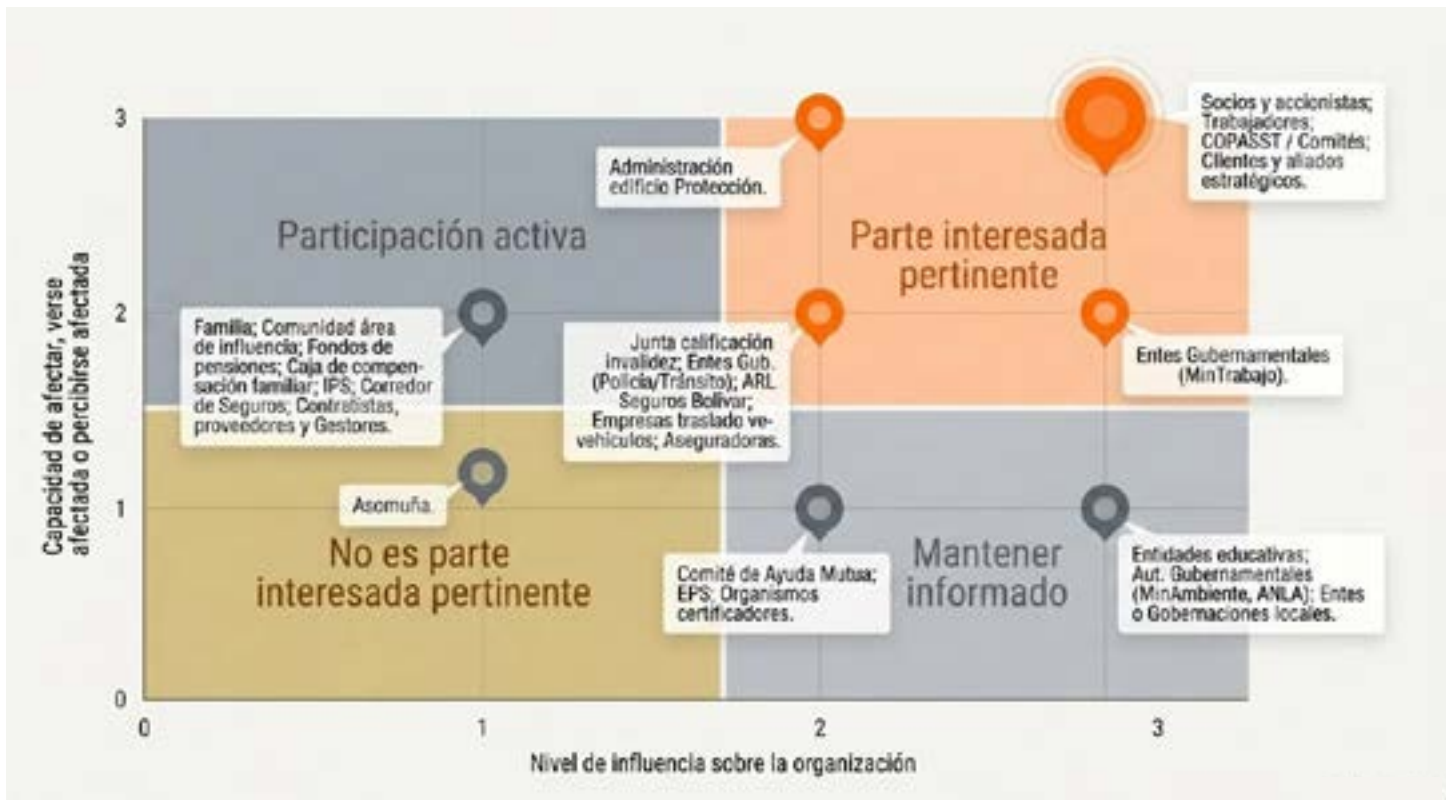 Capacidad de afectar, verse
afectada o percibirse afectada
3
2
1
0
Participación activa
Parte interesada
pertinente
No es parte
interesada pertinente
Mantener
informado
Administración
edificio Protección.
Socios y accionistas;
Trabajadores;
COPASST / Comités;
Clientes y aliados
estratégicos.
Familia; Comunidad área
de influencia; Fondos de
pensiones; Caja de compen-
sación familiar; IPS; Corredor
de Seguros; Contratistas,
proveedores y Gestores.
Junta calificación
invalidez; Entes Gub.
(Policía/Tránsito); ARL
Seguros Bolívar;
Empresas traslado ve-
vehículos; Aseguradoras.
Entes Gubernamentales
(MinTrabajo).
Asomuña.
Comité de Ayuda Mutua;
EPS; Organismos
certificadores.
Entidades educativas;
Aut. Gubernamentales
(MinAmbiente, ANLA); Entes
o Gobernaciones locales.
0
1
2
3
Nivel de influencia sobre la organización